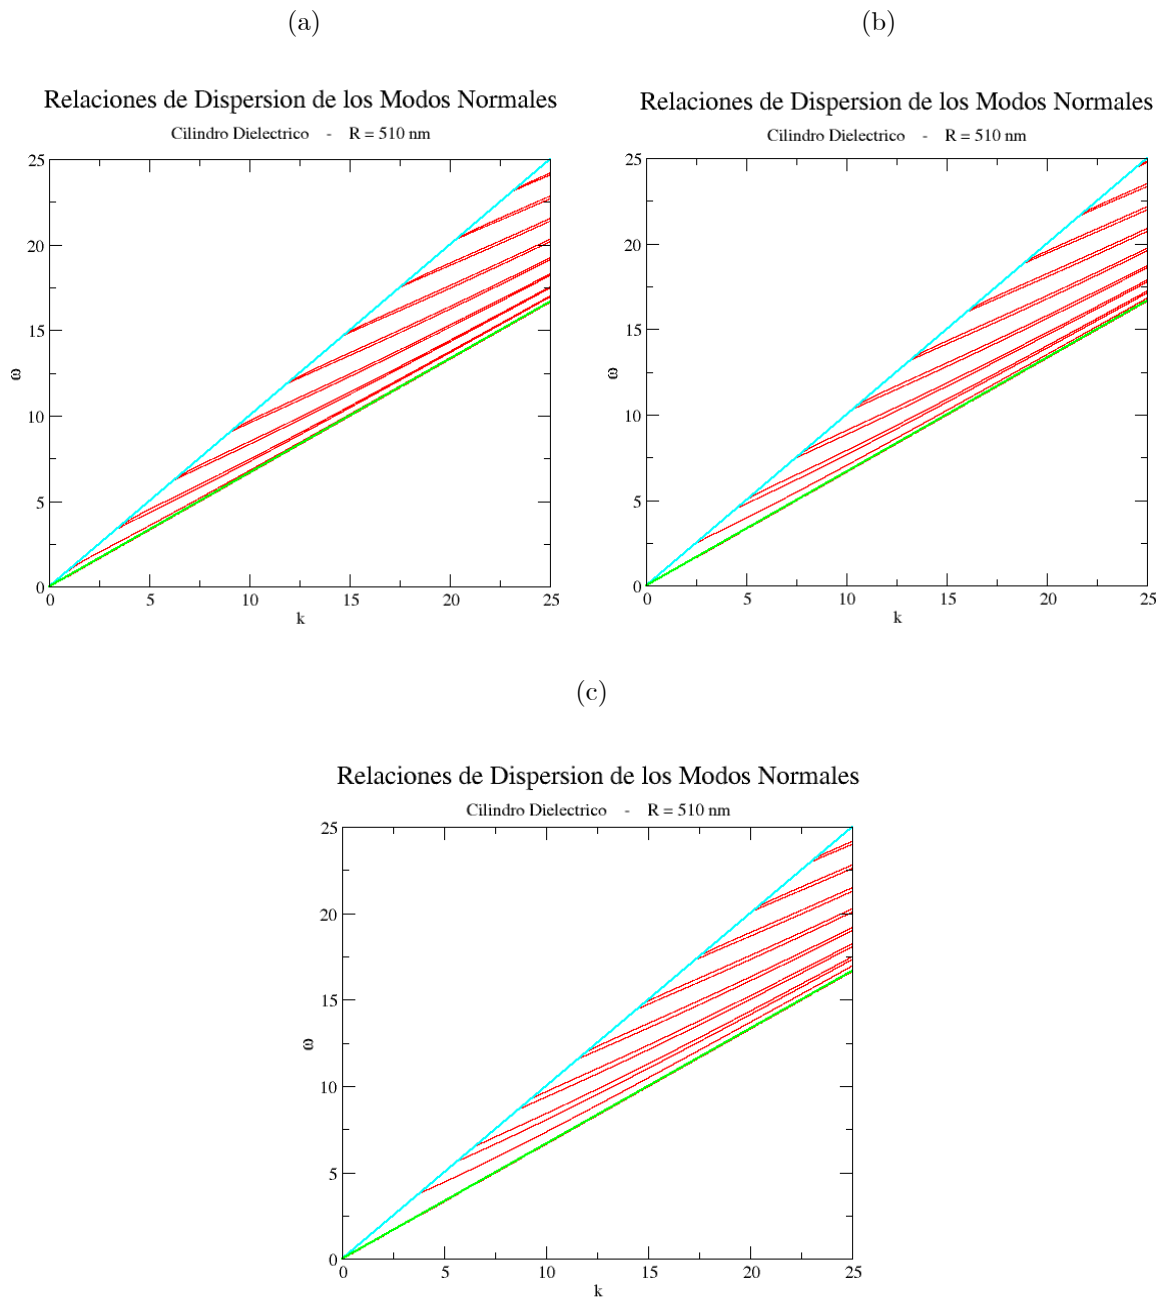 (a)
Relaciones de Dispersion de los Modos Normales
Cilindro Dielectrico - R = 510 nm
25
20
15
10
5
0
ω
0 5 10 15 20 25
k
(b)
Relaciones de Dispersion de los Modos Normales
Cilindro Dielectrico - R = 510 nm
25
20
15
10
5
0
ω
0 5 10 15 20 25
k
(c)
Relaciones de Dispersion de los Modos Normales
Cilindro Dielectrico - R = 510 nm
25
20
15
10
5
0
ω
0 5 10 15 20 25
k